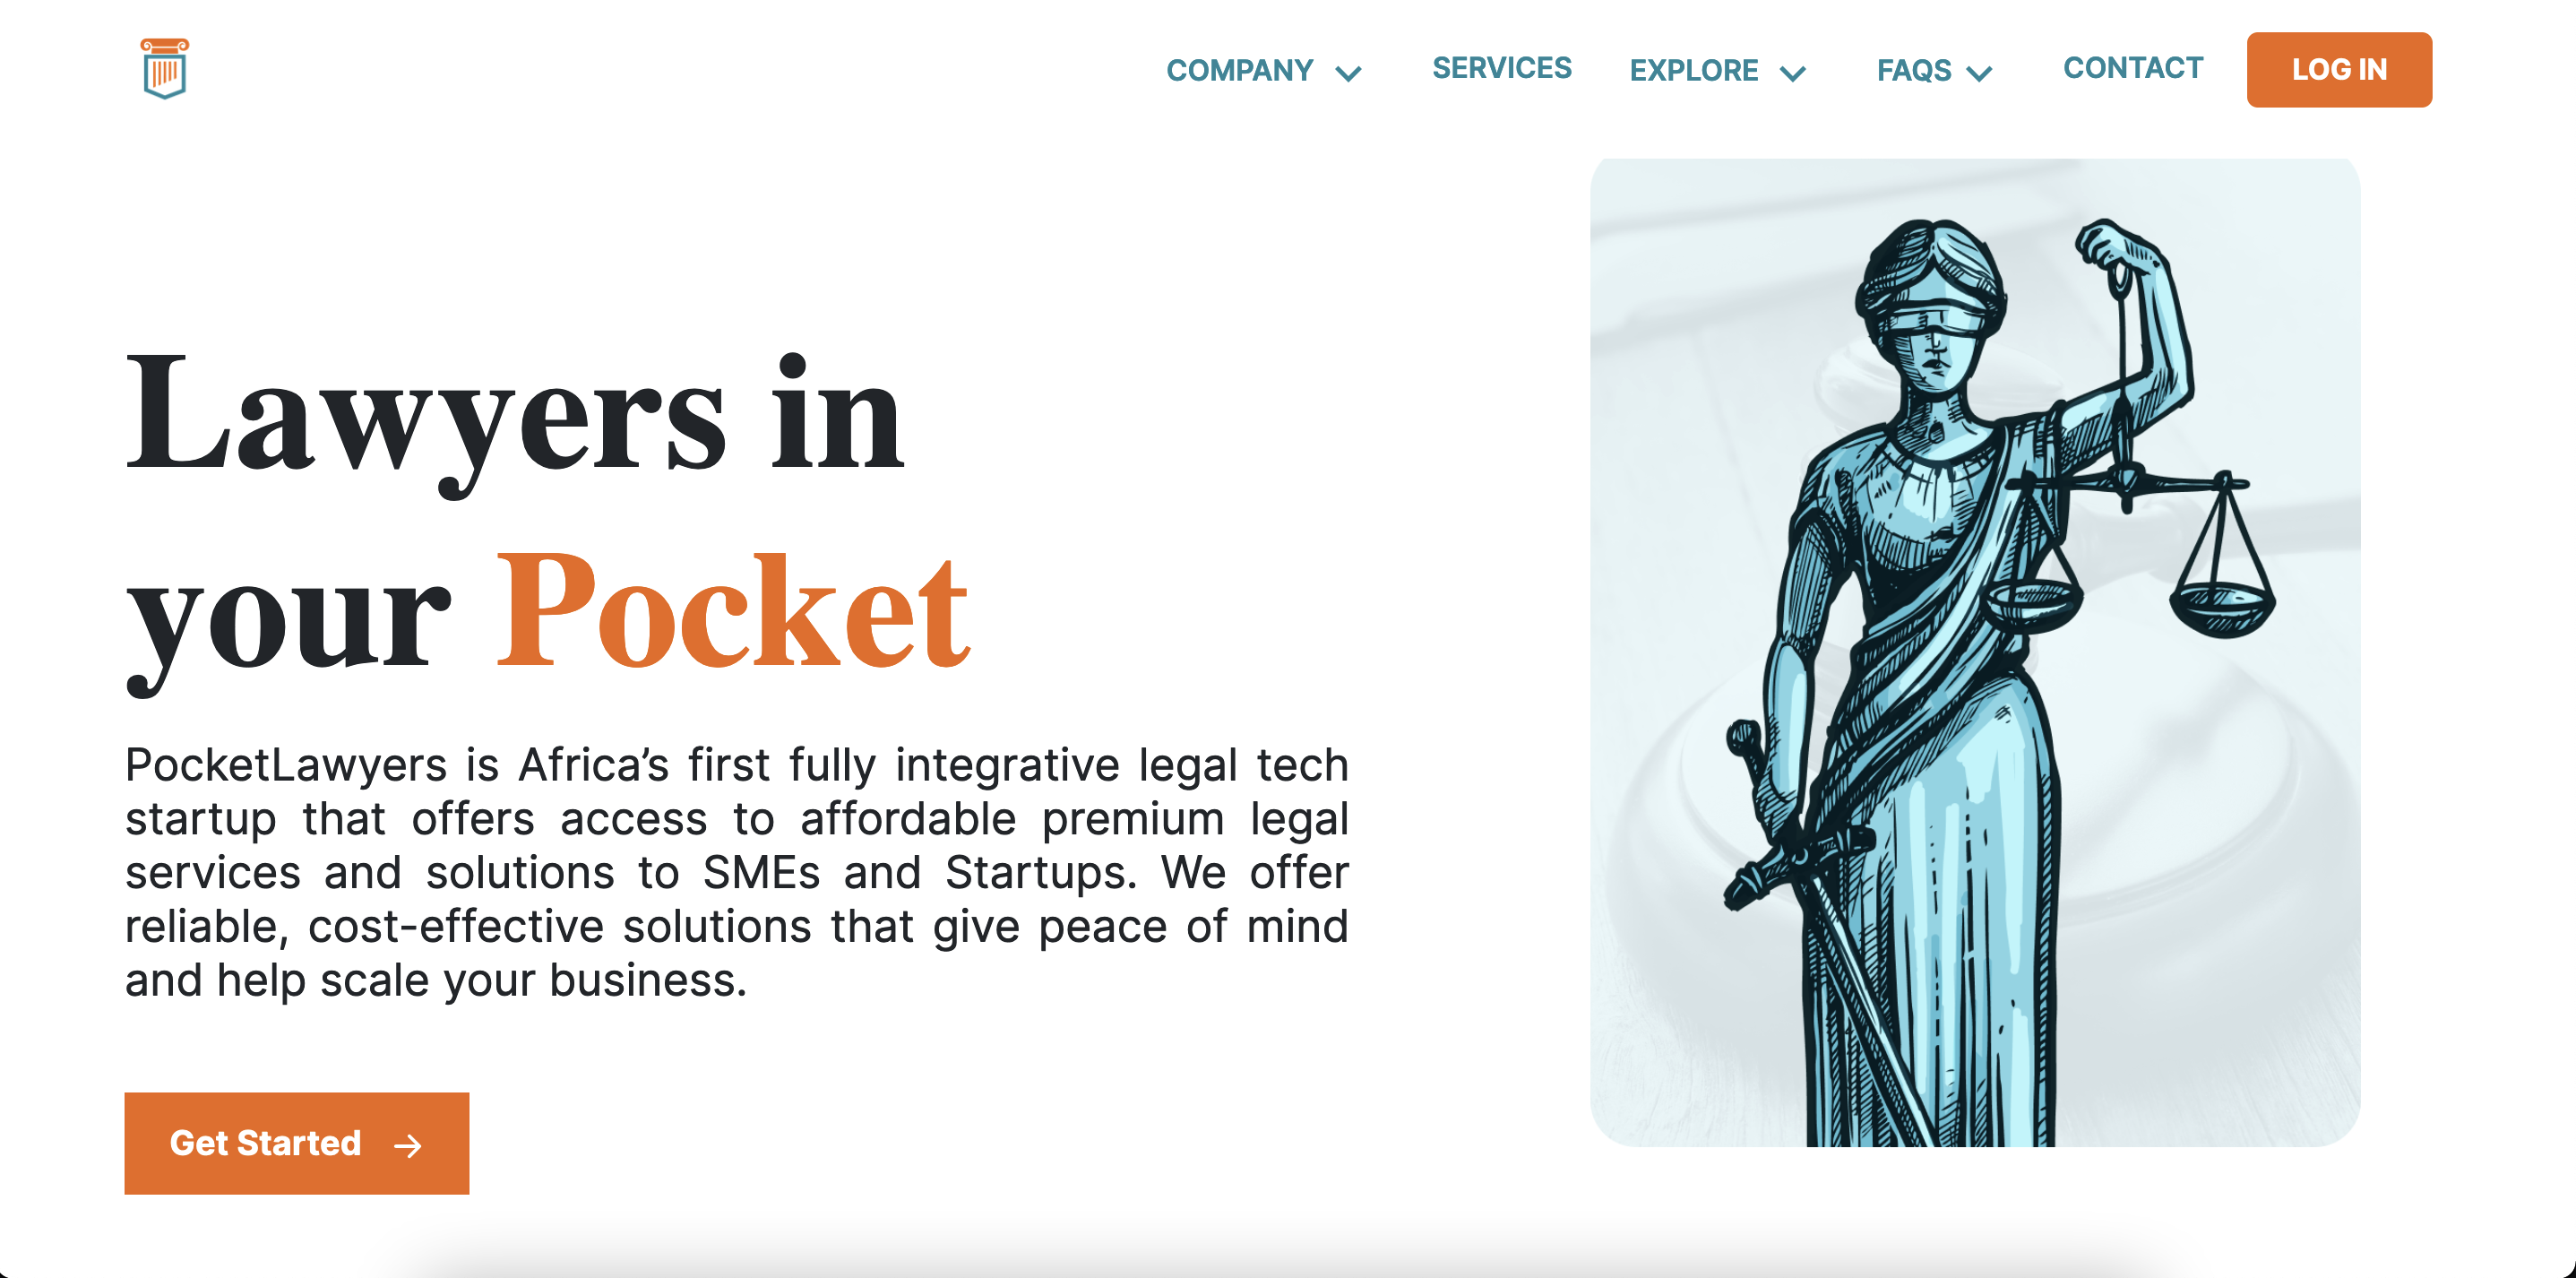 COMPANY
SERVICES
EXPLORE
FAQS
CONTACT
LOG IN
Lawyers in
your Pocket
PocketLawyers is Africa’s first fully integrative legal tech
startup that offers access to affordable premium legal
services and solutions to SMEs and Startups. We offer
reliable, cost-effective solutions that give peace of mind
and help scale your business.
Get Started